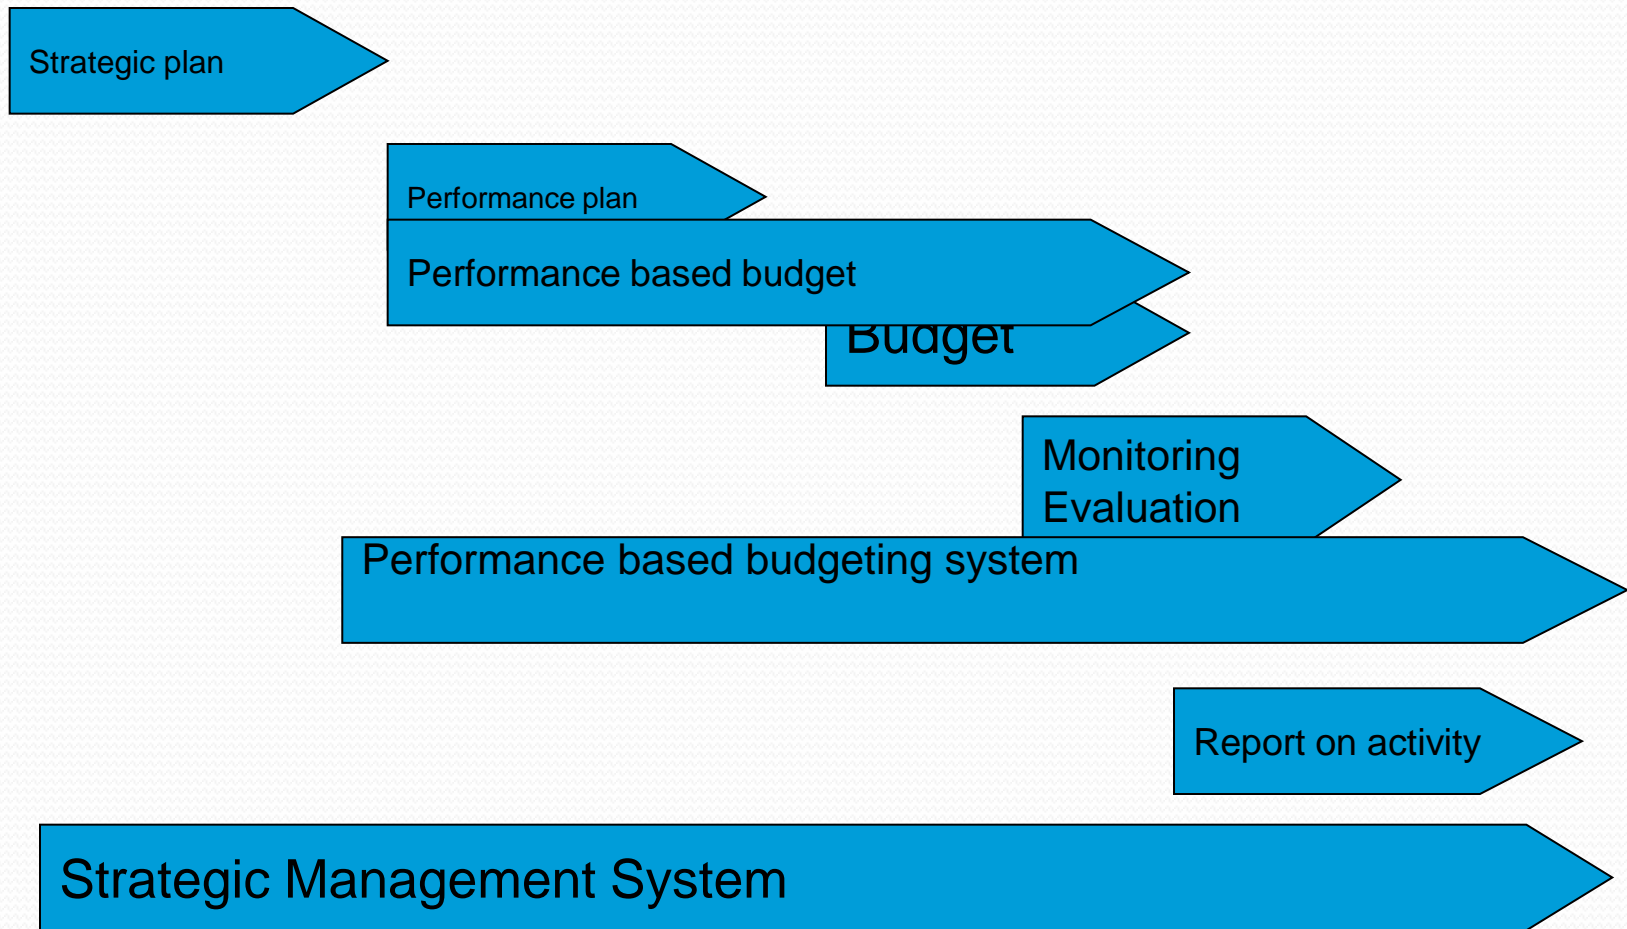 Strategic plan
Performance plan
Performance based budget
Budget
Monitoring
Evaluation
Performance based budgeting system
Report on activity
Strategic Management System